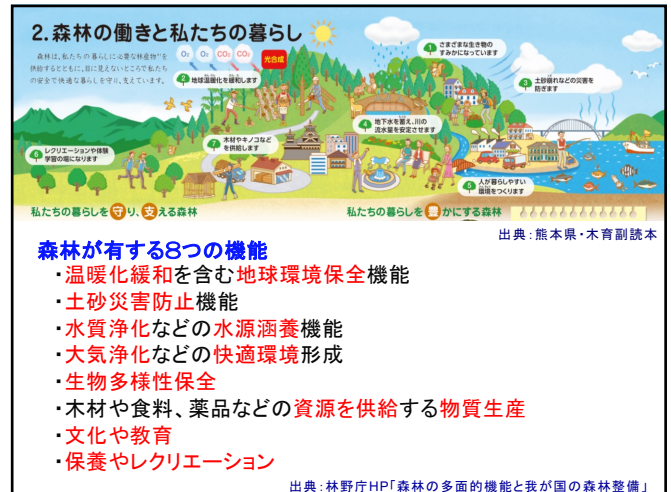 2.森林の働きと私たちの暮らし
森林は、私たちの暮らしに必要な林産物を
供給するとともに、目に見えないところで私たち
の安全で快適な暮らしを守り、支えています。
O₂ O₂ CO₂ CO₂
光合成
1 さまざまな生き物の
すみかになっています
2 地球温暖化を緩和します
3 土砂崩れなどの災害を
防ぎます
4 地下水を蓄え、川の
流水量を安定させます
7 木材やキノコなど
を供給します
6 レクリエーションや体験
学習の場になります
5 人が暮らしやすい
環境をつくります
私たちの暮らしを守り、支える森林
私たちの暮らしを豊かにする森林
出典:熊本県・木育副読本
森林が有する8つの機能
・温暖化緩和を含む地球環境保全機能
・土砂災害防止機能
・水質浄化などの水源涵養機能
・大気浄化などの快適環境形成
・生物多様性保全
・木材や食料、薬品などの資源を供給する物質生産
・文化や教育
・保養やレクリエーション
出典:林野庁HP「森林の多面的機能と我が国の森林整備」